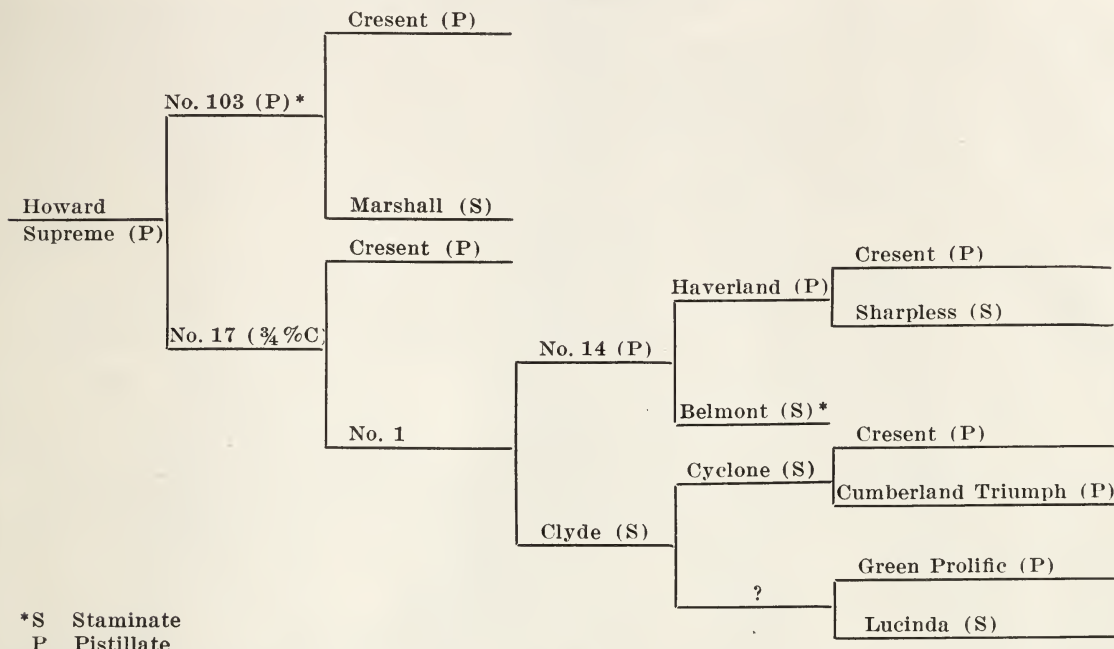 Cresent (P)
No. 103 (P)*
Howard
Supreme (P)
Marshall (S)
Cresent (P)
No. 17 (¾%C)
No. 1
No. 14 (P)
Haverland (P)
Cresent (P)
Sharpless (S)
Belmont (S)*
Clyde (S)
Cyclone (S)
Cresent (P)
Cumberland Triumph (P)
?
Green Prolific (P)
Lucinda (S)
*S Staminate
P Pistillate